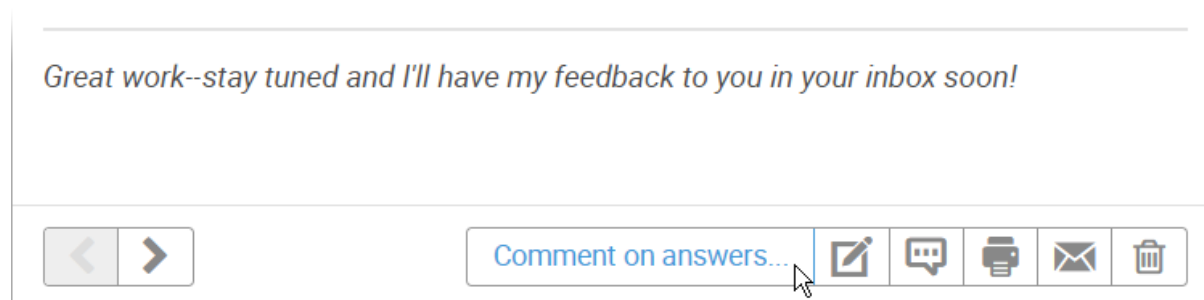 Great work--stay tuned and I'll have my feedback to you in your inbox soon!
Comment on answers...